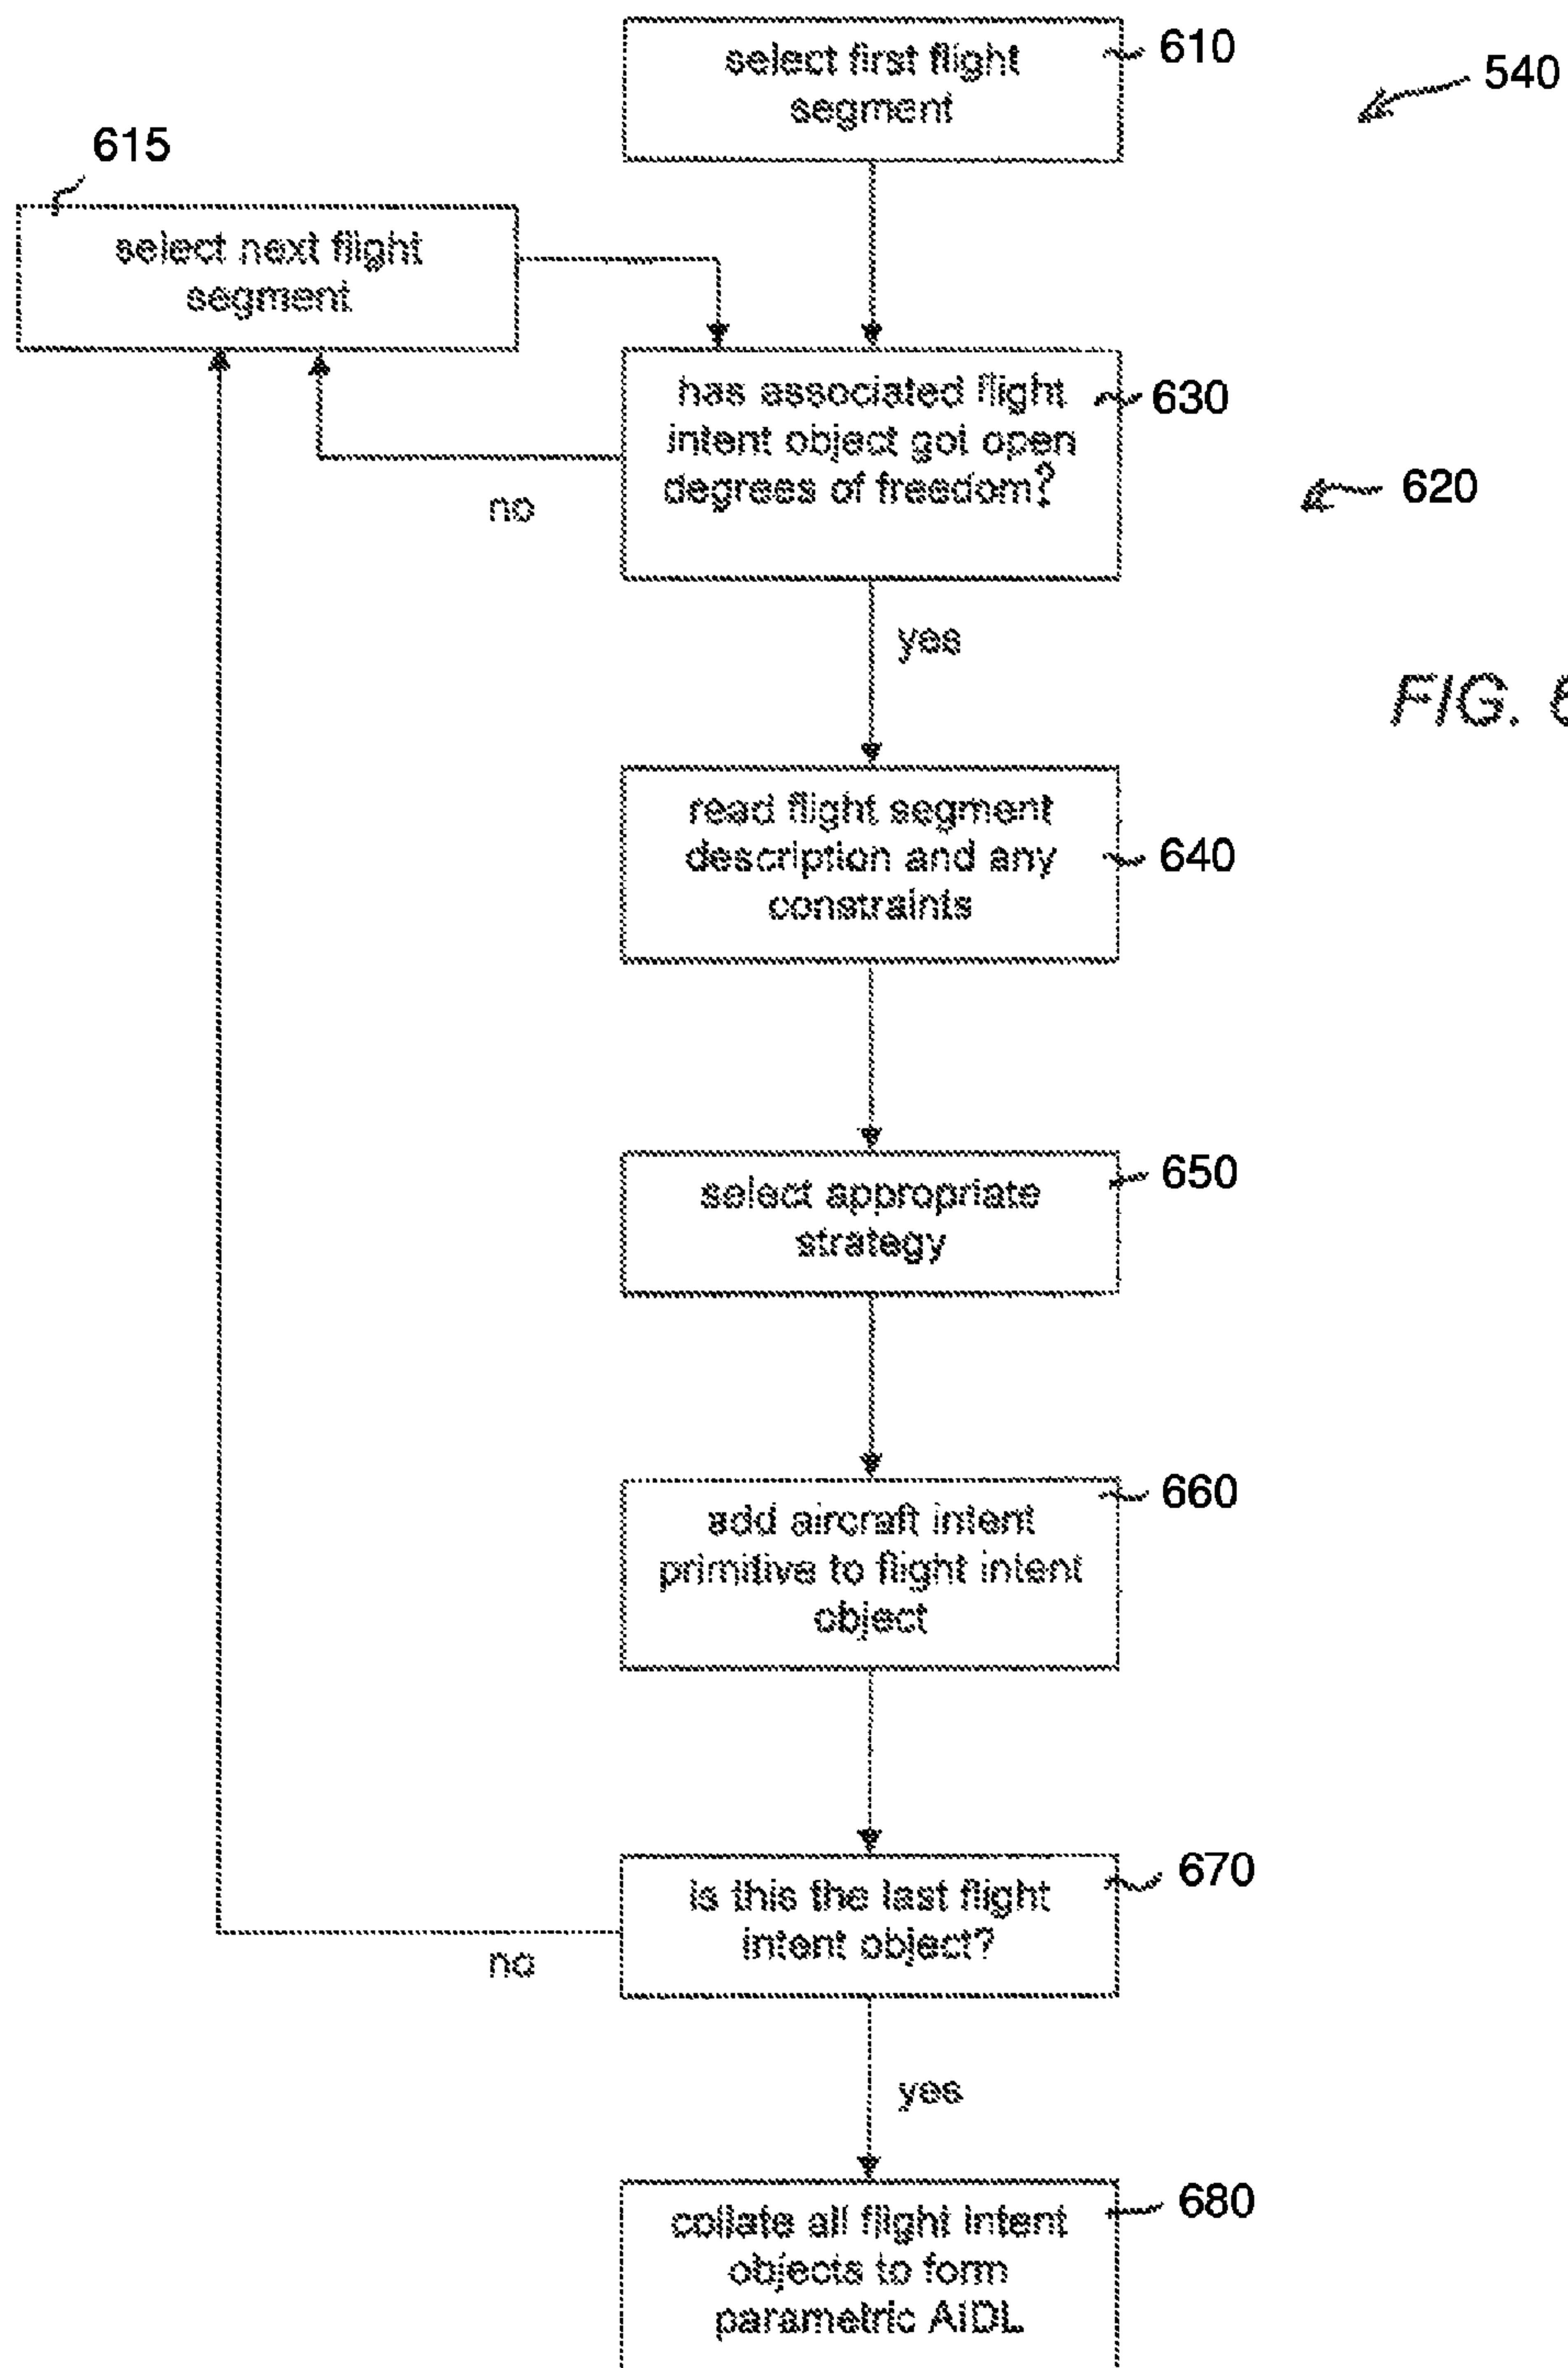 select first flight
segment
610
540
615
select next flight
segment
has associated flight
intent object got open
degrees of freedom?
630
no
620
yes
FIG. 6
read flight segment
description and any
constraints
640
select appropriate
strategy
650
add aircraft intent
primitive to flight intent
object
660
is this the last flight
intent object?
670
no
yes
collate all flight intent
objects to form
parametric AIDL
680